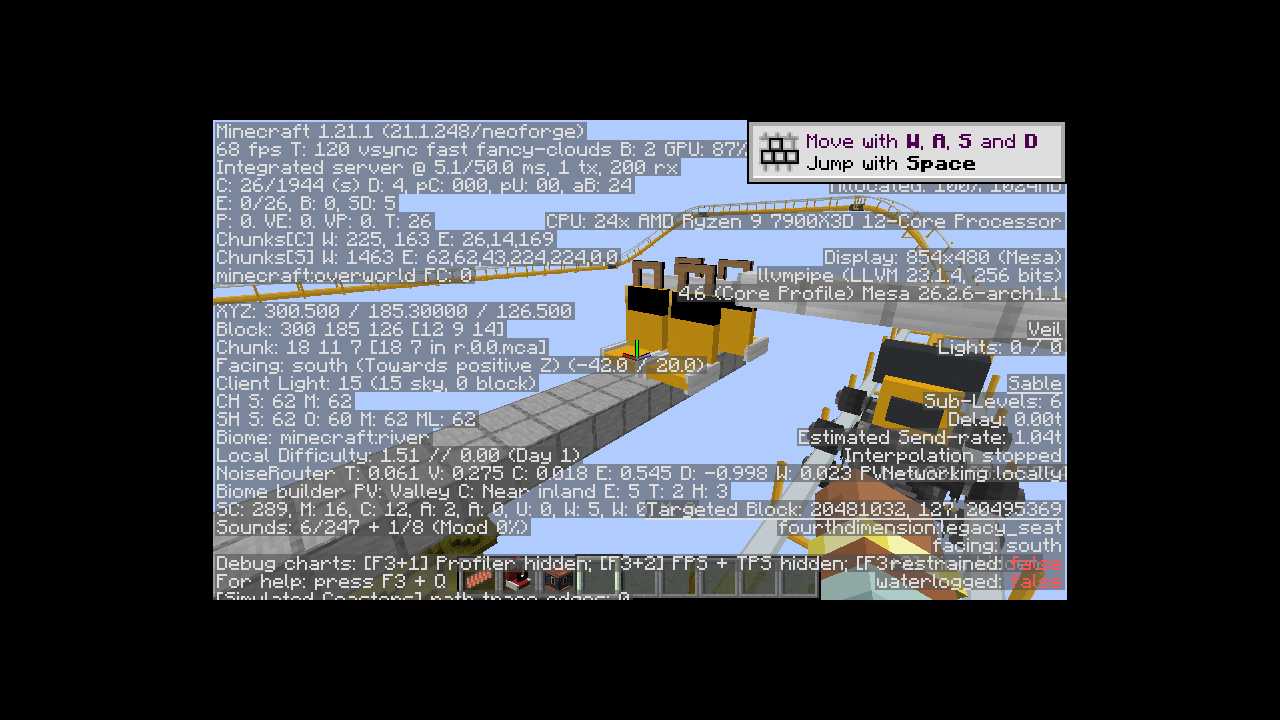 Minecraft 1.21.1 (21.1.248/neoforge)
68 fps T: 120 vsync fast fancy-clouds B: 2 GPU: 87%
Integrated server @ 5.1/50.0 ms, 1 tx, 200 rx
C: 26/1944 (s) D: 4, pC: 000, pU: 00, aB: 24
E: 0/26, B: 0, SD: 5
P: 0. VE: 0. VP: 0. T: 26
Chunks[C] W: 225, 163 E: 26,14,169
Chunks[S] W: 1463 E: 62,62,43,224,224,0,0
minecraft:overworld FC: 0
XYZ: 300.500 / 185.30000 / 126.500
Block: 300 185 126 [12 9 14]
Chunk: 18 11 7 [18 7 in r.0.0.mca]
Facing: south (Towards positive Z) (-42.0 / 20.0)
Client Light: 15 (15 sky, 0 block)
CH S: 62 M: 62
SH S: 62 O: 60 M: 62 ML: 62
Biome: minecraft:river
Local Difficulty: 1.51 // 0.00 (Day 1)
NoiseRouter T: 0.061 V: 0.275 C: 0.018 E: 0.545 D: -0.998 W: 0.023 PV
Biome builder PV: Valley C: Near inland E: 5 T: 2 H: 3
SC: 289, M: 16, C: 12, A: 2, A: 0, U: 0, W: 5, W: 0
Sounds: 6/247 + 1/8 (Mood 0%)
Debug charts: [F3+1] Profiler hidden; [F3+2] FPS + TPS hidden; [F3
For help: press F3 + Q
path trace edges: 0
Move with W, A, S and D
Jump with Space
Allocated: 100% 1024MB
CPU: 24x AMD Ryzen 9 7900X3D 12-Core Processor
Display: 854x480 (Mesa)
llvmpipe (LLVM 23.1.4, 256 bits)
4.6 (Core Profile) Mesa 26.2.6-arch1.1
Veil
Lights: 0 / 0
Sable
Sub-Levels: 6
Delay: 0.00t
Estimated Send-rate: 1.04t
Interpolation stopped
Networking locally
Targeted Block: 20481032, 127, 20495369
fourthdimension:legacy_seat
facing: south
restrained: false
waterlogged: false